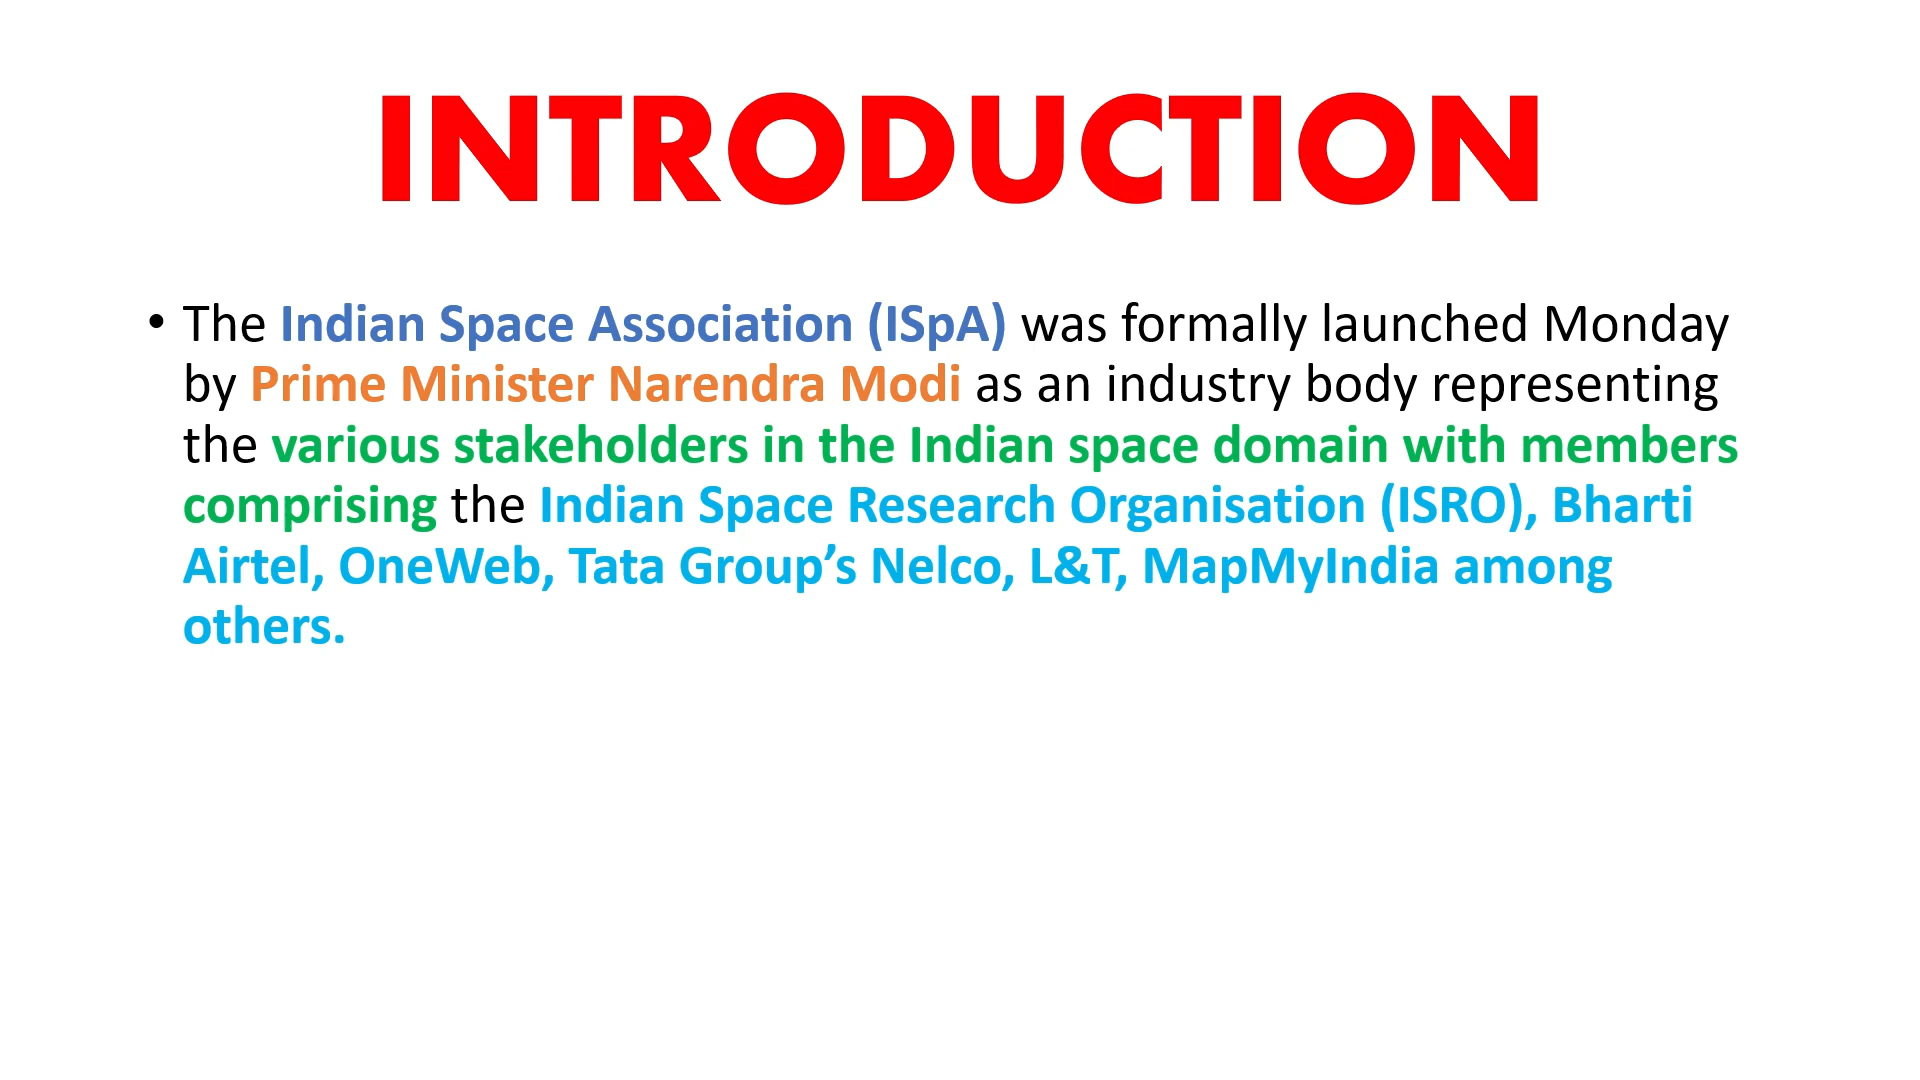 INTRODUCTION
• The Indian Space Association (ISpA) was formally launched Monday
by Prime Minister Narendra Modi as an industry body representing
the various stakeholders in the Indian space domain with members
comprising the Indian Space Research Organisation (ISRO), Bharti
Airtel, OneWeb, Tata Group’s Nelco, L&T, MapMyIndia among
others.